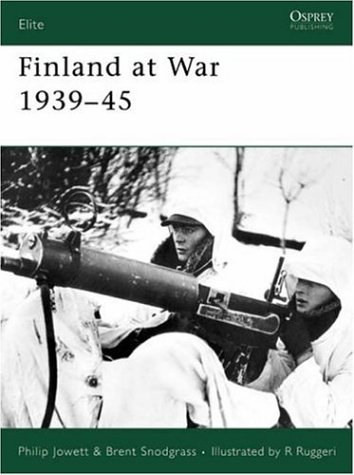 Elite
OSPREY
PUBLISHING
Finland at War
1939–45
Philip Jowett & Brent Snodgrass • Illustrated by R Ruggeri